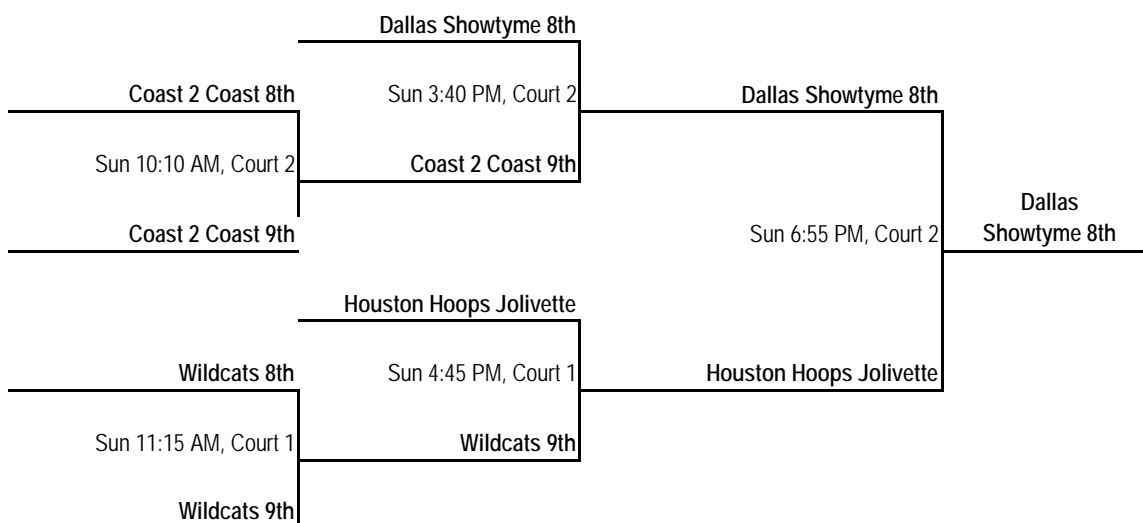 Dallas Showtyme 8th
Coast 2 Coast 8th
Sun 3:40 PM, Court 2
Dallas Showtyme 8th
Sun 10:10 AM, Court 2
Coast 2 Coast 9th
Dallas
Showtyme 8th
Coast 2 Coast 9th
Sun 6:55 PM, Court 2
Houston Hoops Jolivette
Wildcats 8th
Sun 4:45 PM, Court 1
Houston Hoops Jolivette
Sun 11:15 AM, Court 1
Wildcats 9th
Wildcats 9th